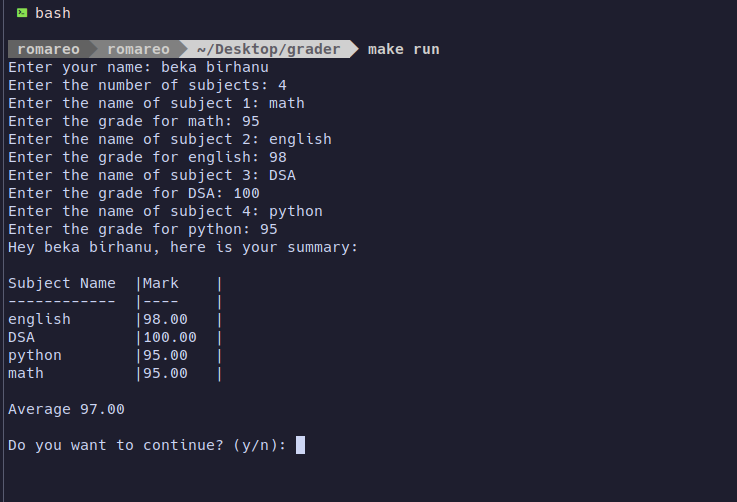 bash
romareo romareo ~/Desktop/grader make run
Enter your name: beka birhanu
Enter the number of subjects: 4
Enter the name of subject 1: math
Enter the grade for math: 95
Enter the name of subject 2: english
Enter the grade for english: 98
Enter the name of subject 3: DSA
Enter the grade for DSA: 100
Enter the name of subject 4: python
Enter the grade for python: 95
Hey beka birhanu, here is your summary:
Subject Name  |Mark    |
------------  |----    |
english       |98.00   |
DSA           |100.00  |
python        |95.00   |
math          |95.00   |
Average 97.00
Do you want to continue? (y/n):